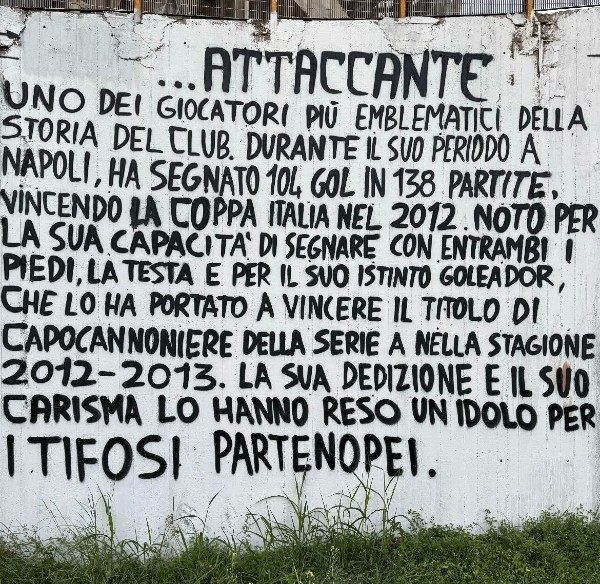 ...ATTACCANTE
UNO DEI GIOCATORI PIÙ EMBLEMATICI DELLA
STORIA DEL CLUB. DURANTE IL SUO PERIODO A
NAPOLI, HA SEGNATO 104 GOL IN 138 PARTITE,
VINCENDO LA COPPA ITALIA NEL 2012. NOTO PER
LA SUA CAPACITA' DI SEGNARE CON ENTRAMBI I
PIEDI, LA TESTA E PER IL SUO ISTINTO GOLEADOR,
CHE LO HA PORTATO A VINCERE IL TITOLO DI
CAPOCANNONIERE DELLA SERIE A NELLA STAGIONE
2012-2013. LA SUA DEDIZIONE E IL SUO
CARISMA LO HANNO RESO UN IDOLO PER
I TIFOSI PARTENOPEI.